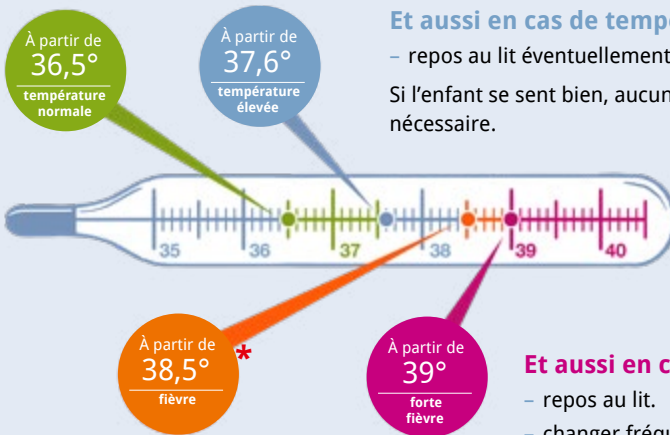 À partir de
36,5°
température
normale
À partir de
37,6°
température
élevée
Et aussi en cas de
– repos au lit éventuellement
Si l’enfant se sent bien,
nécessaire.
35 36 37 38 39 40
À partir de
38,5°
fièvre
*
À partir de
39°
forte
fièvre
Et aussi en
– repos au lit.
– changer